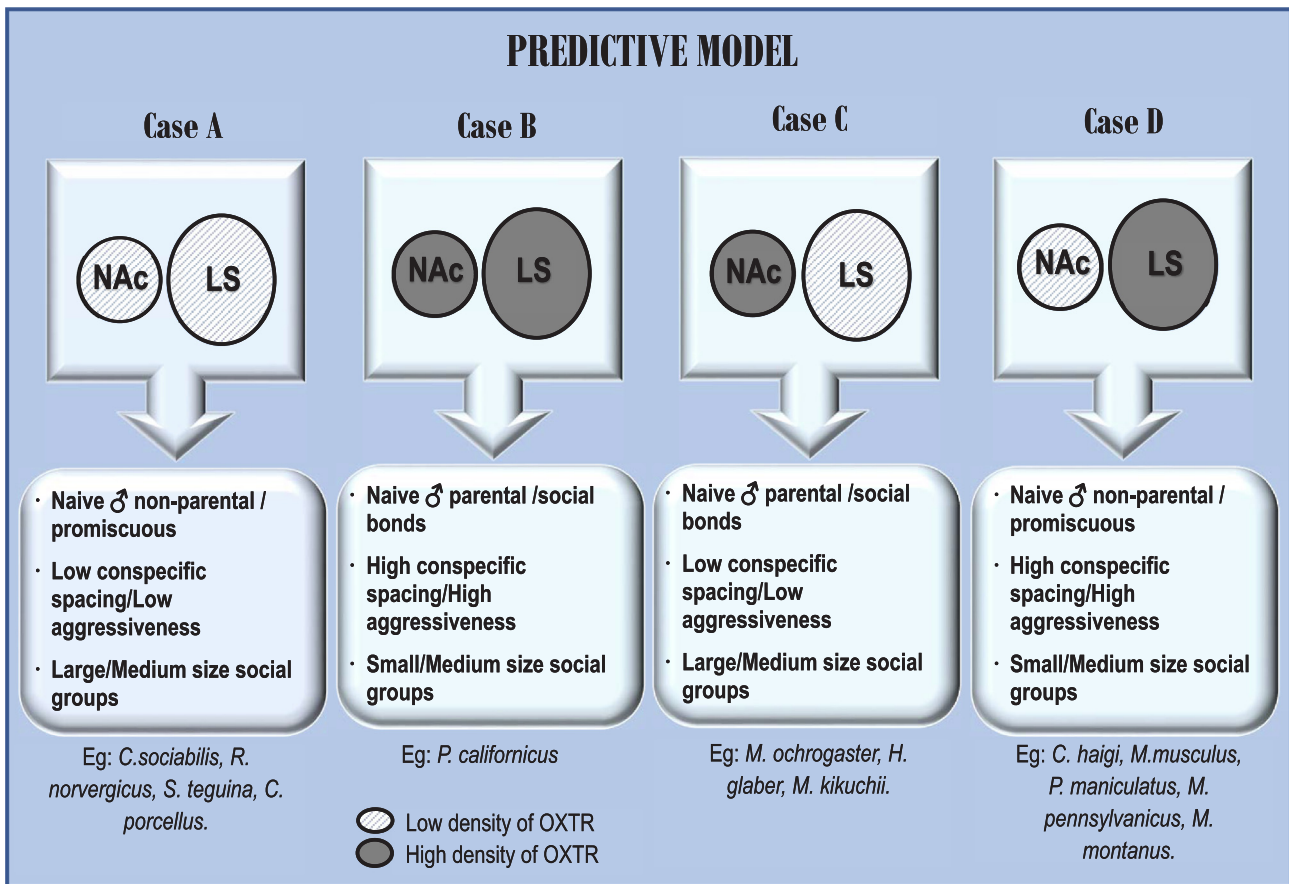 PREDICTIVE MODEL
Case A
NAc
LS
· Naive ♂ non-parental /
promiscuous
· Low conspecific
spacing/Low
aggressiveness
· Large/Medium size social
groups
Eg: C.sociabilis, R.
norvergicus, S. teguina, C.
porcellus.
Case B
NAc
LS
· Naive ♂ parental /social
bonds
· High conspecific
spacing/High
aggressiveness
· Small/Medium size social
groups
Eg: P. californicus
Case C
NAc
LS
· Naive ♂ parental /social
bonds
· Low conspecific
spacing/Low
aggressiveness
· Large/Medium size social
groups
Eg: M. ochrogaster, H.
glaber, M. kikuchii.
Case D
NAc
LS
· Naive ♂ non-parental /
promiscuous
· High conspecific
spacing/High
aggressiveness
· Small/Medium size social
groups
Eg: C. haigi, M.musculus,
P. maniculatus, M.
pennsylvanicus, M.
montanus.
Low density of OXTR
High density of OXTR